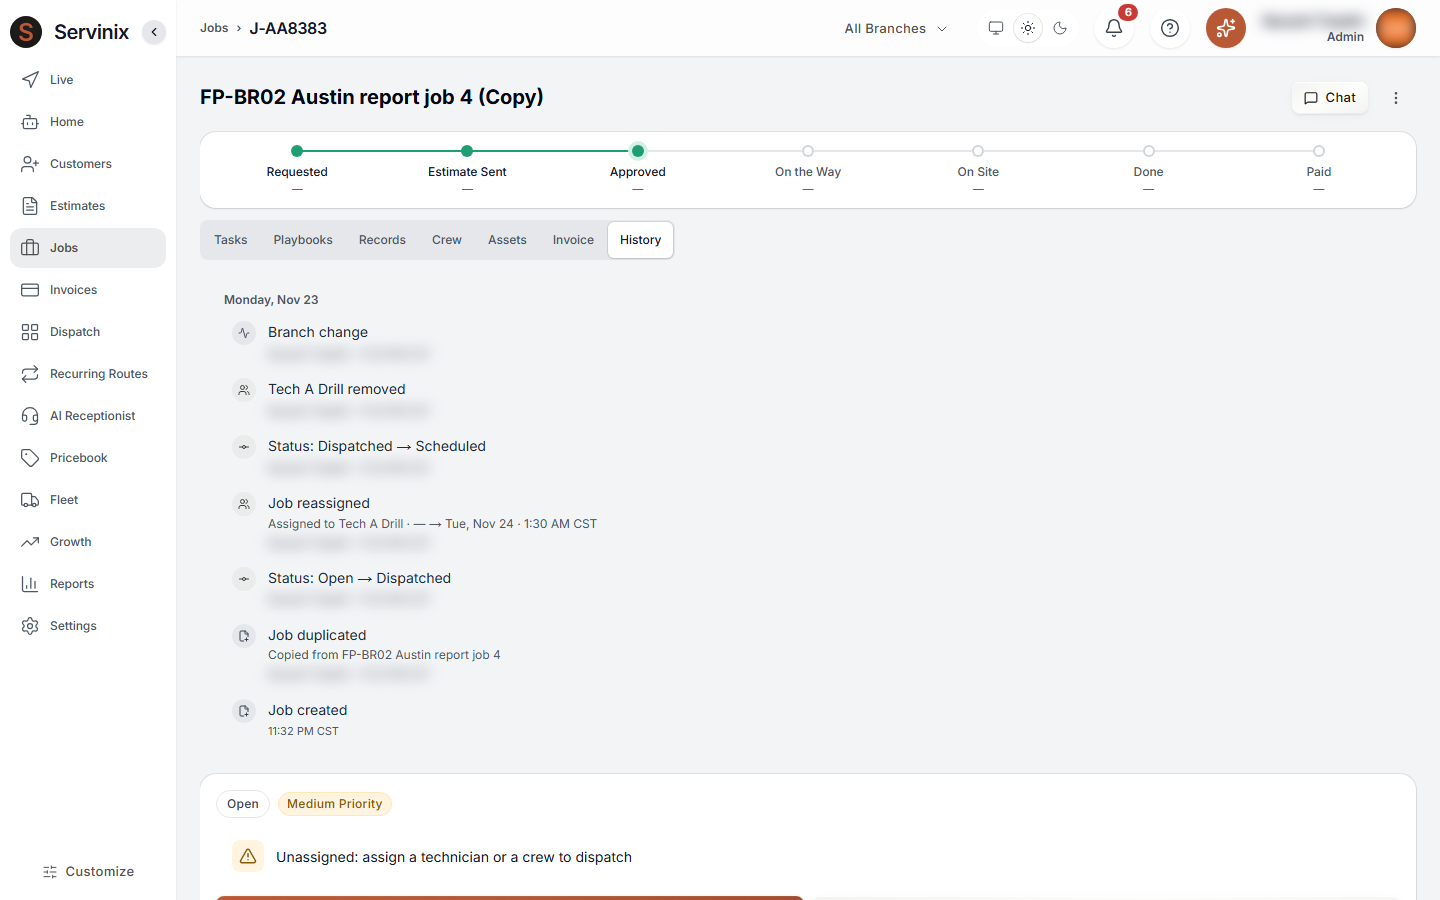 Servinix
Jobs › J-AA8383
All Branches
6
Admin
Live
Home
Customers
Estimates
Jobs
Invoices
Dispatch
Recurring Routes
AI Receptionist
Pricebook
Fleet
Growth
Reports
Settings
Customize
FP-BR02 Austin report job 4 (Copy)
Chat
Requested
—
Estimate Sent
—
Approved
—
On the Way
—
On Site
—
Done
—
Paid
—
Tasks Playbooks Records Crew Assets Invoice History
Monday, Nov 23
Branch change
Tech A Drill removed
Status: Dispatched → Scheduled
Job reassigned
Assigned to Tech A Drill · — → Tue, Nov 24 · 1:30 AM CST
Status: Open → Dispatched
Job duplicated
Copied from FP-BR02 Austin report job 4
Job created
11:32 PM CST
Open Medium Priority
Unassigned: assign a technician or a crew to dispatch